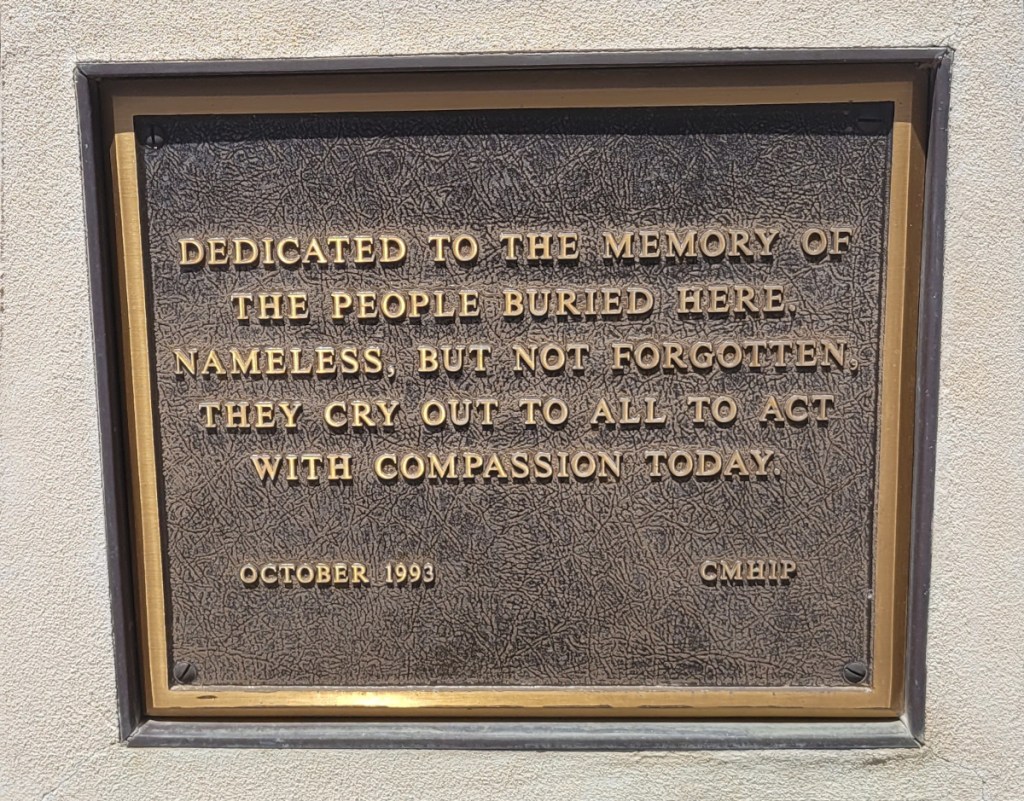 DEDICATED TO THE MEMORY OF
THE PEOPLE BURIED HERE.
NAMELESS, BUT NOT FORGOTTEN,
THEY CRY OUT TO ALL TO ACT
WITH COMPASSION TODAY.
OCTOBER 1993 CMHIP